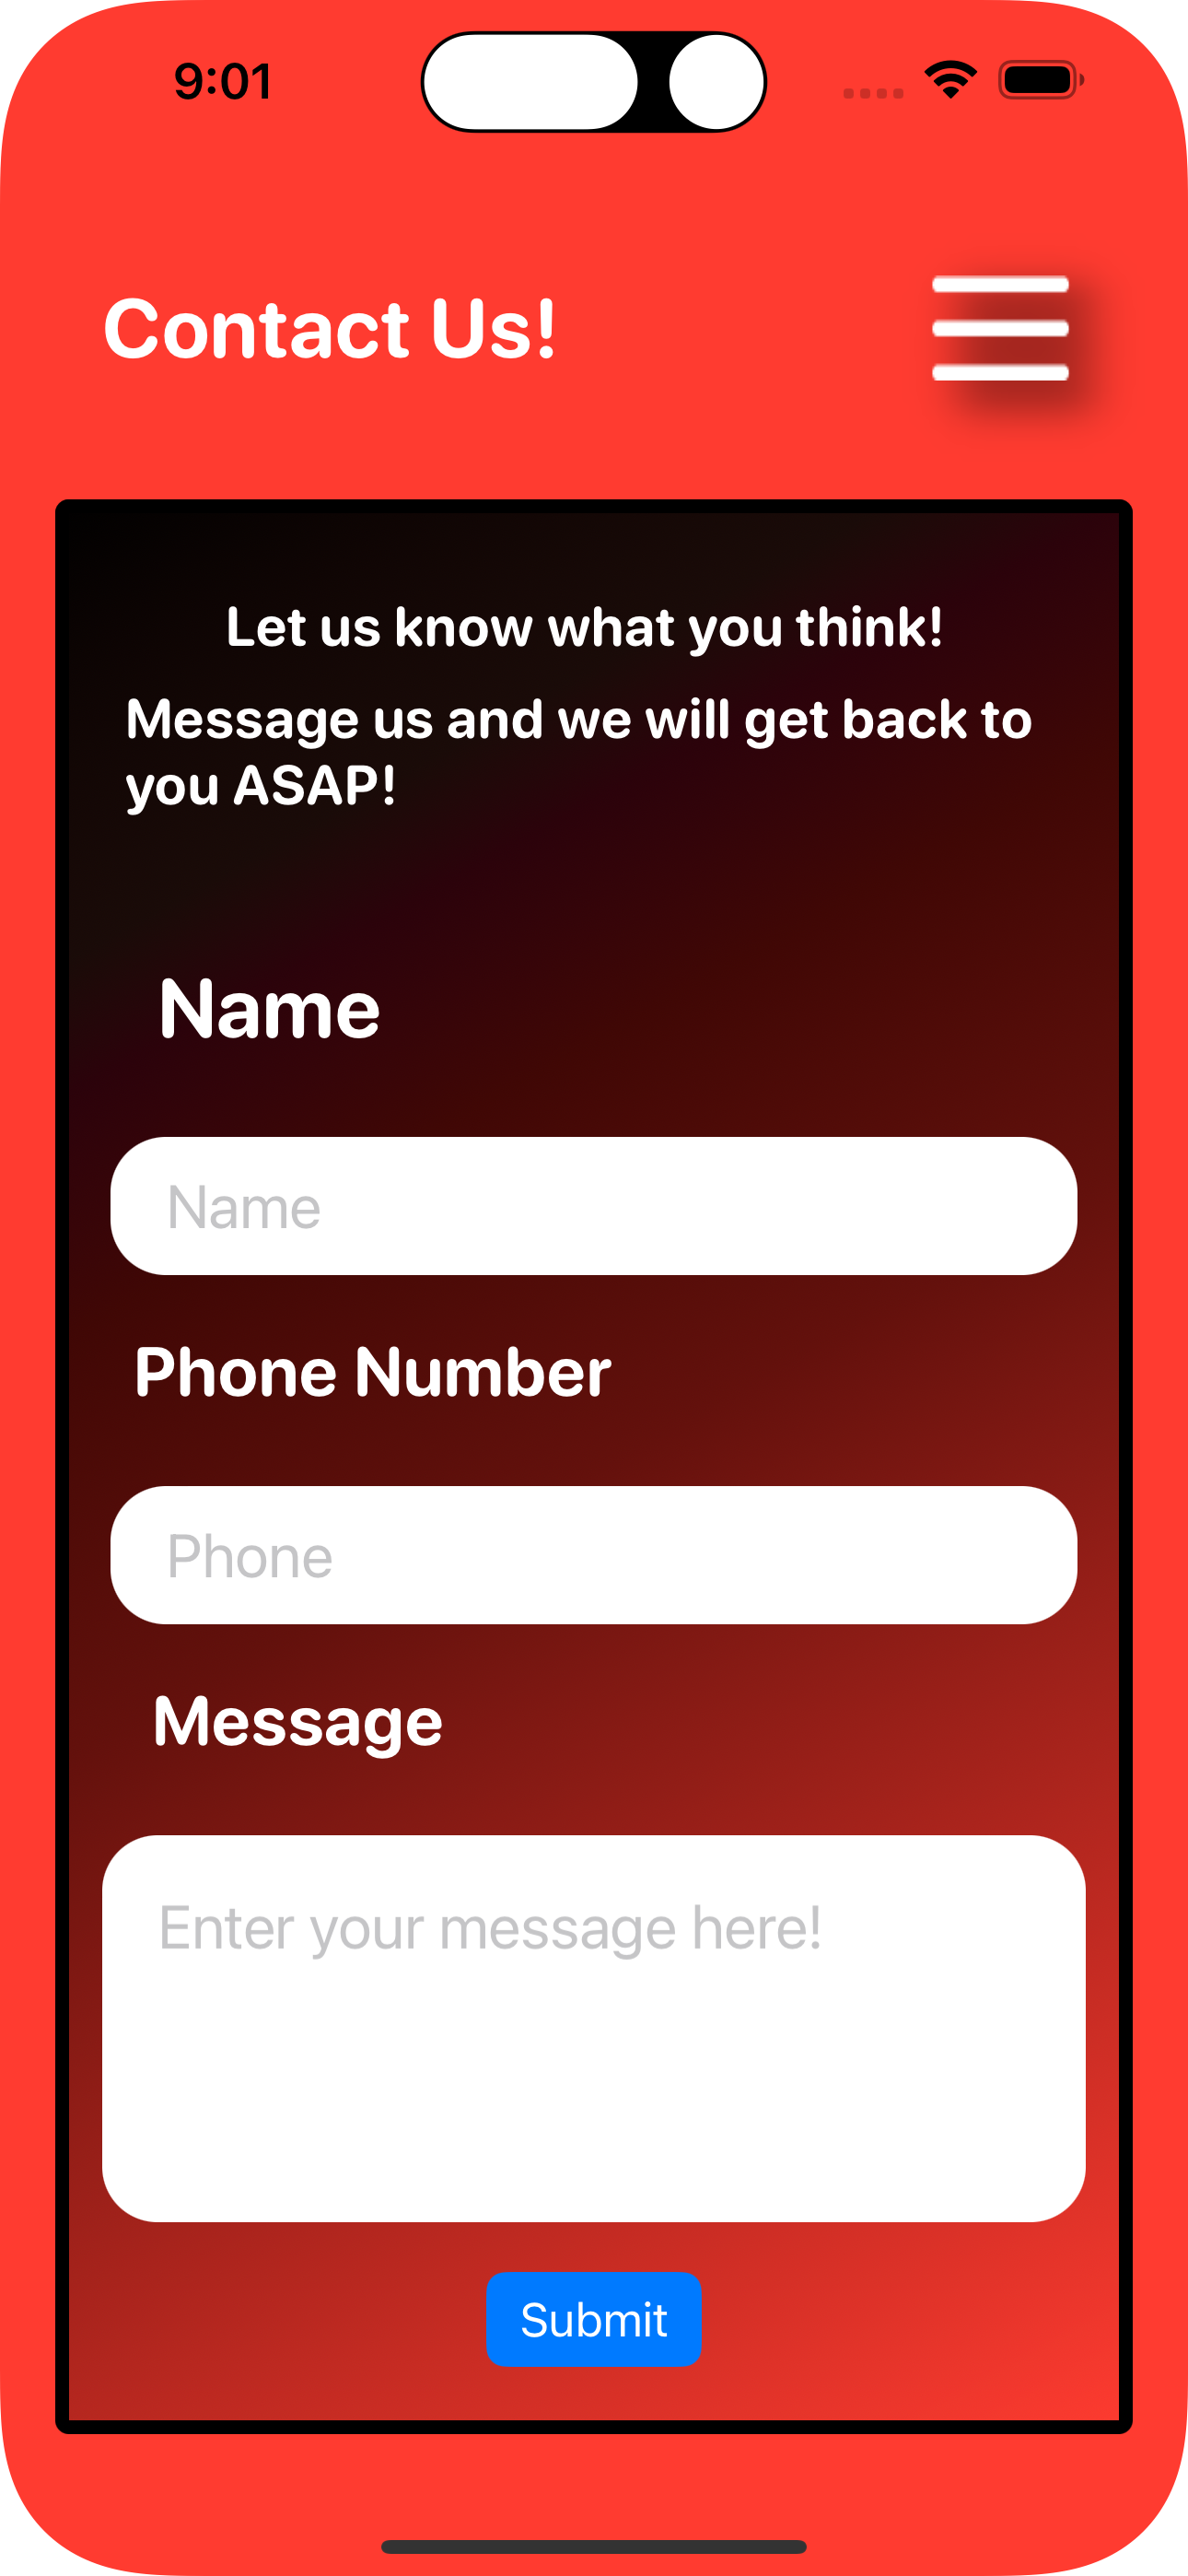 9:01
Contact Us!
Let us know what you think!
Message us and we will get back to
you ASAP!
Name
Name
Phone Number
Phone
Message
Enter your message here!
Submit